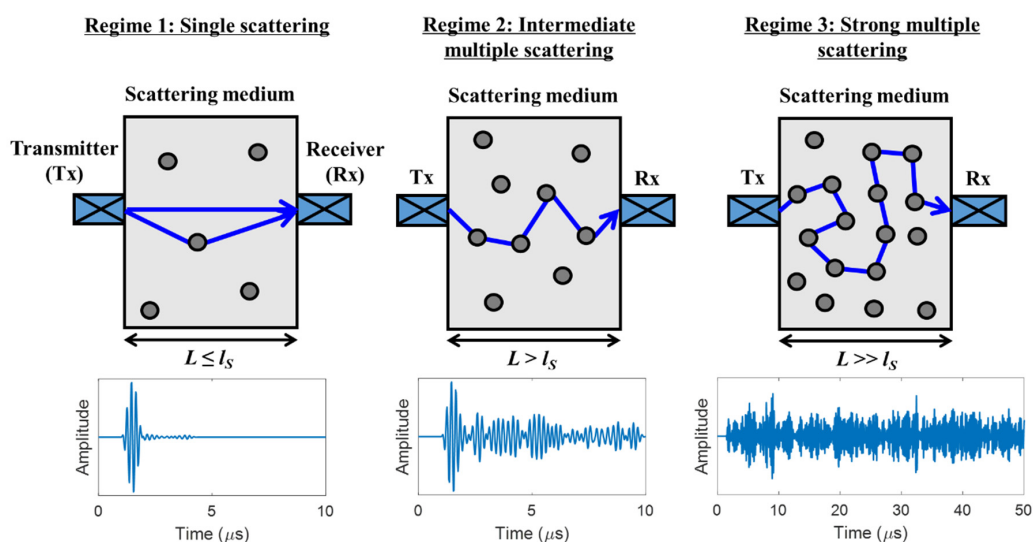 Regime 1: Single scattering
Scattering medium
Transmitter
(Tx)
Receiver
(Rx)
L ≤ lS
Amplitude
0
5
10
Time (μs)
Regime 2: Intermediate
multiple scattering
Scattering medium
Tx
Rx
L > lS
Amplitude
0
5
10
Time (μs)
Regime 3: Strong multiple
scattering
Scattering medium
Tx
Rx
L >> lS
Amplitude
0
10
20
30
40
50
Time (μs)